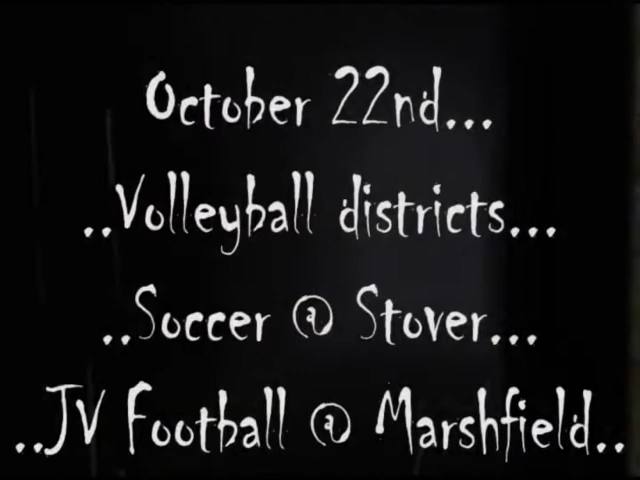 October 22nd...
..Volleyball districts...
..Soccer @ Stover...
..JV Football @ Marshfield..